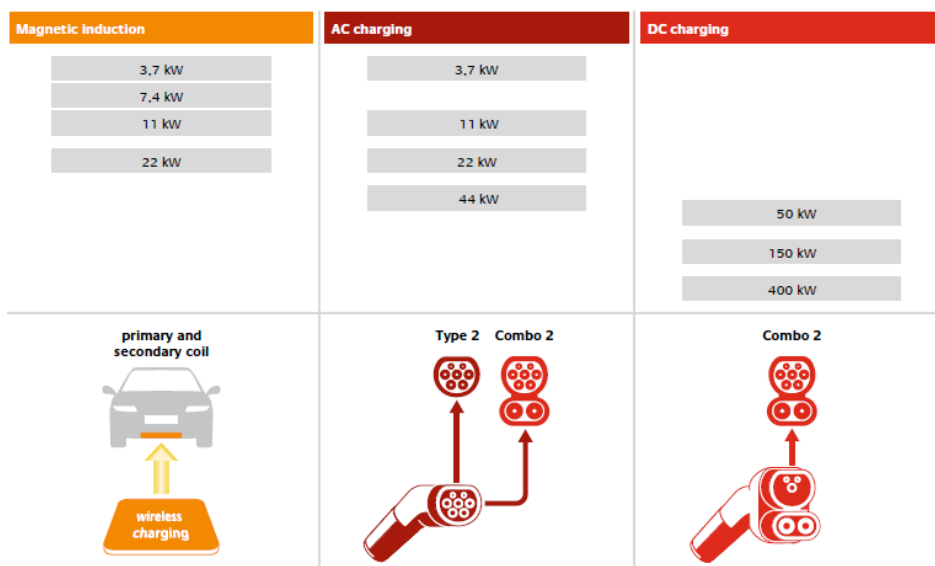 Magnetic induction
AC charging
DC charging
3,7 kW
7,4 kW
11 kW
22 kW
3,7 kW
11 kW
22 kW
44 kW
50 kW
150 kW
400 kW
primary and
secondary coil
wireless
charging
Type 2
Combo 2
Combo 2